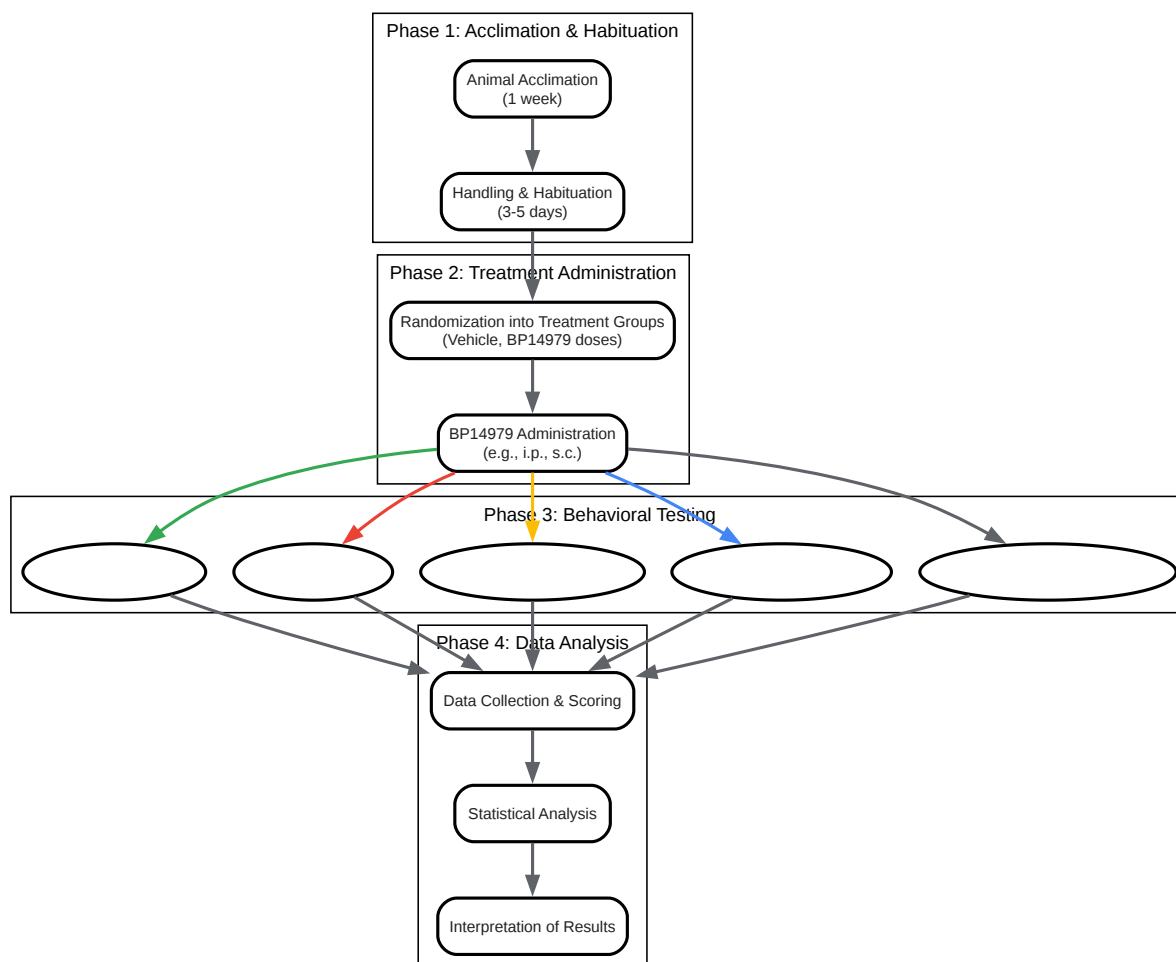 Phase 1: Acclimation & Habituation
Animal Acclimation
(1 week)
Handling & Habituation
(3-5 days)
Phase 2: Treatment Administration
Randomization into Treatment Groups
(Vehicle, BP14979 doses)
BP14979 Administration
(e.g., i.p., s.c.)
Phase 3: Behavioral Testing
Phase 4: Data Analysis
Data Collection & Scoring
Statistical Analysis
Interpretation of Results